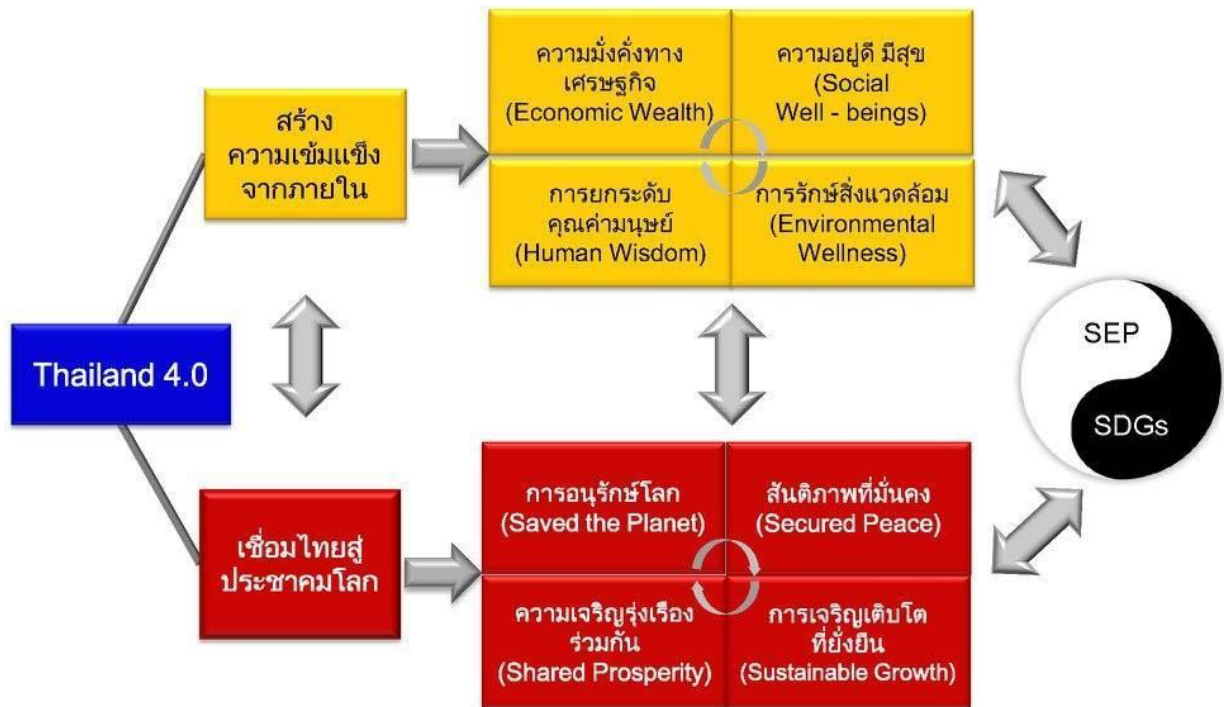 ความมั่งคั่งทาง
เศรษฐกิจ
(Economic Wealth)
ความอยู่ดี มีสุข
(Social
Well - beings)
สร้าง
ความเข้มแข็ง
จากภายใน
การยกระดับ
คุณค่ามนุษย์
(Human Wisdom)
การรักษ์สิ่งแวดล้อม
(Environmental
Wellness)
Thailand 4.0
SEP
SDGs
การอนุรักษ์โลก
(Saved the Planet)
สันติภาพที่มั่นคง
(Secured Peace)
เชื่อมไทยสู่
ประชาคมโลก
ความเจริญรุ่งเรือง
ร่วมกัน
(Shared Prosperity)
การเจริญเติบโต
ที่ยั่งยืน
(Sustainable Growth)